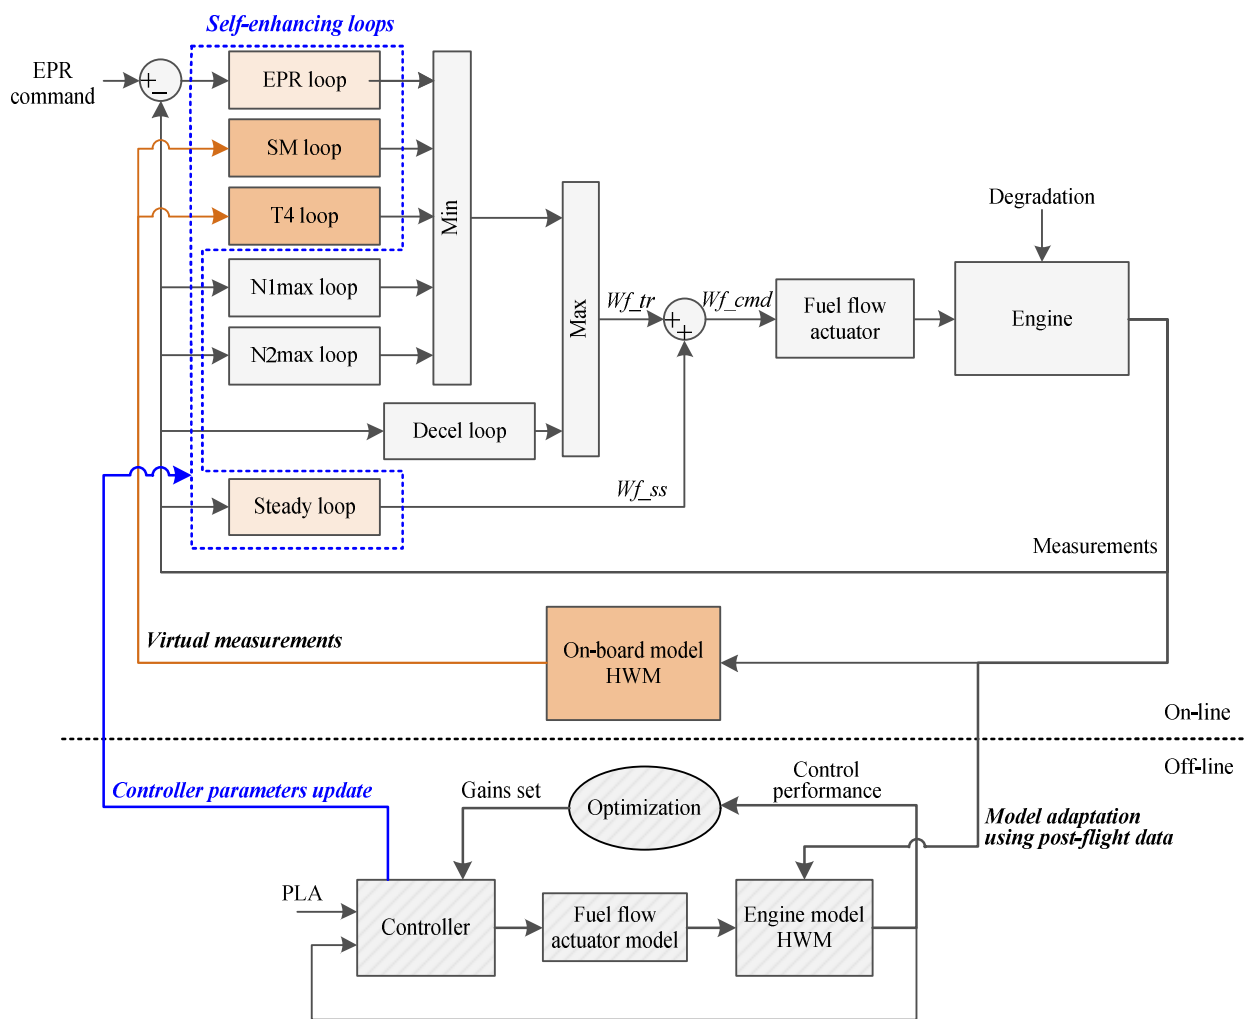 Self-enhancing loops
EPR
command
+
−
EPR loop
SM loop
T4 loop
N1max loop
N2max loop
Min
Decel loop
Max
Steady loop
Wf_tr
Wf_ss
+
+
Wf_cmd
Fuel flow
actuator
Degradation
Engine
Measurements
Virtual measurements
On-board model
HWM
On-line
Off-line
Controller parameters update
Gains set
Optimization
Control
performance
Model adaptation
using post-flight data
PLA
Controller
Fuel flow
actuator model
Engine model
HWM